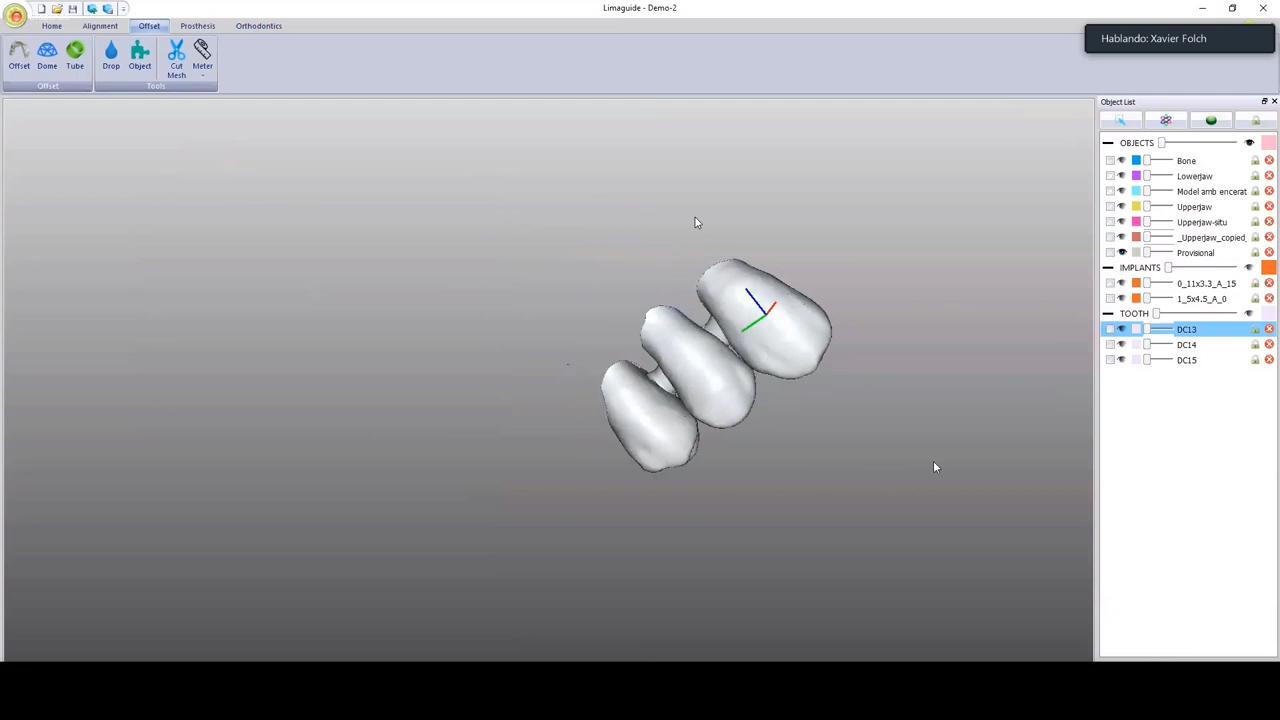 Limaguide - Demo-2
Home Alignment Offset Prosthesis Orthodontics
Hablando: Xavier Folch
Offset Dome Tube Drop Object Cut Mesh Meter
Offset Tools
Object List
OBJECTS
Bone
Lowerjaw
Model amb encerat
Upperjaw
Upperjaw-situ
_Upperjaw_copied_
Provisional
IMPLANTS
0_11x3.3_A_15
1_5x4.5_A_0
TOOTH
DC13
DC14
DC15